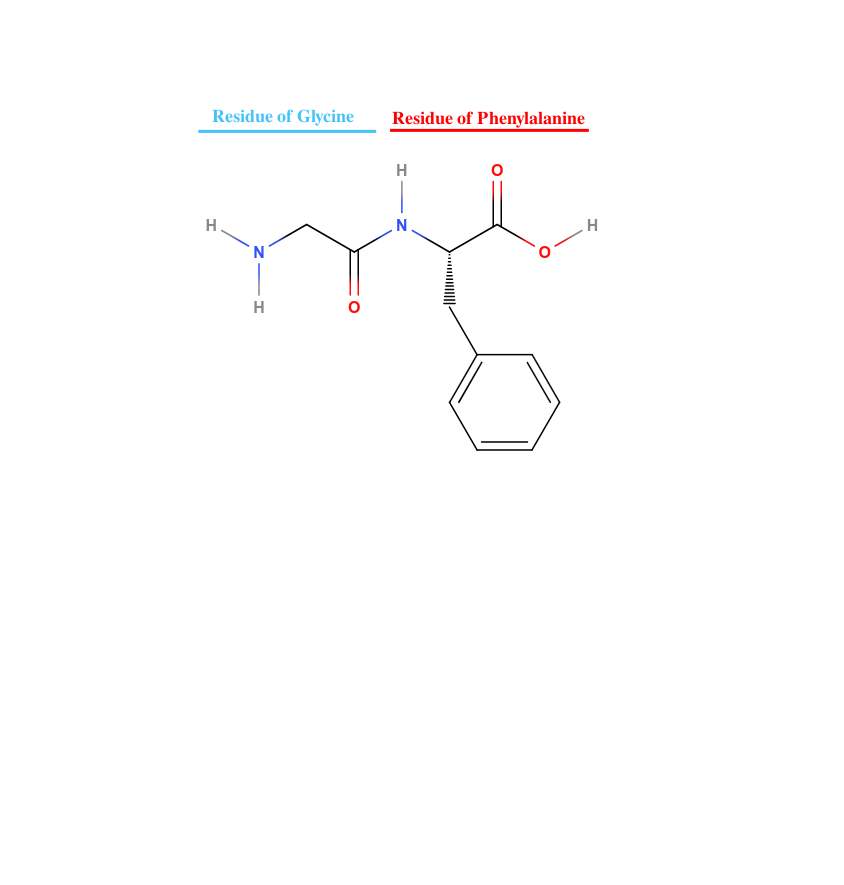 Residue of Glycine Residue of Phenylalanine
H O
H N H
N O
H O